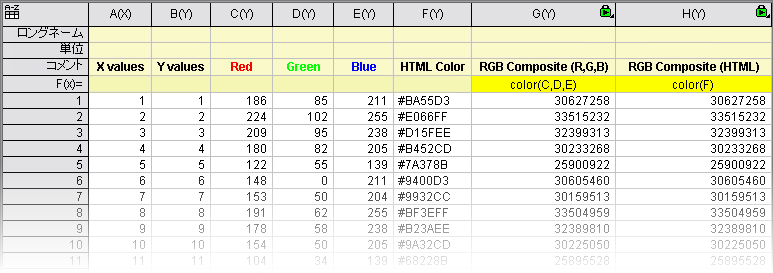 A(X) B(Y) C(Y) D(Y) E(Y) F(Y) G(Y) H(Y)
ロングネーム
単位
コメント X values Y values Red Green Blue HTML Color RGB Composite (R,G,B) RGB Composite (HTML)
F(x)= color(C,D,E) color(F)
1 1 1 186 85 211 #BA55D3 30627258 30627258
2 2 2 224 102 255 #E066FF 33515232 33515232
3 3 3 209 95 238 #D15FEE 32399313 32399313
4 4 4 180 82 205 #B452CD 30233268 30233268
5 5 5 122 55 139 #7A378B 25900922 25900922
6 6 6 148 0 211 #9400D3 30605460 30605460
7 7 7 153 50 204 #9932CC 30159513 30159513
8 8 8 191 62 255 #BF3EFF 33504959 33504959
9 9 9 178 58 238 #B23AEE 32389810 32389810
10 10 10 154 50 205 #9A32CD 30225050 30225050
11 11 11 104 34 139 #68228B 25895528 25895528